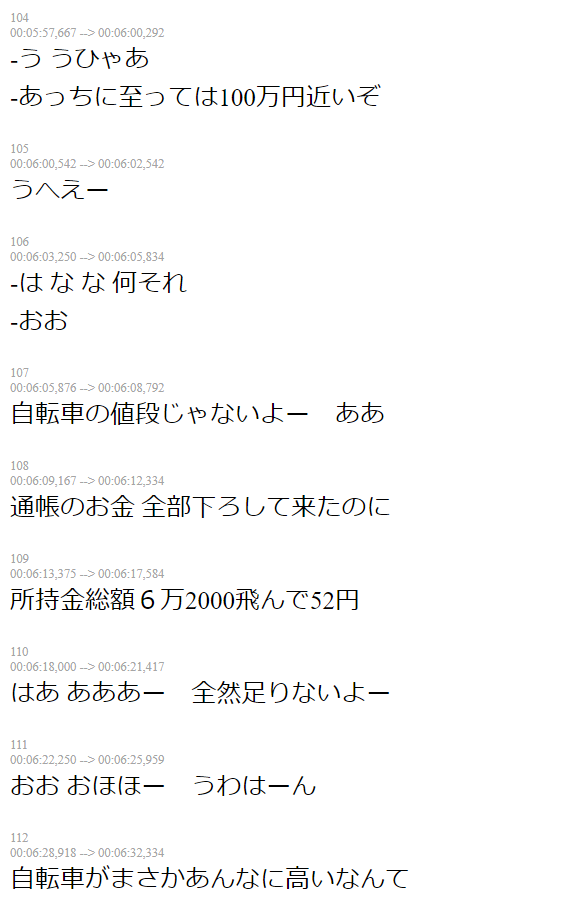 104
00:05:57,667 --> 00:06:00,292
-う うひゃあ
-あっちに至っては100万円近いぞ
105
00:06:00,542 --> 00:06:02,542
うへえー
106
00:06:03,250 --> 00:06:05,834
-は な な 何それ
-おお
107
00:06:05,876 --> 00:06:08,792
自転車の値段じゃないよー　ああ
108
00:06:09,167 --> 00:06:12,334
通帳のお金 全部下ろして来たのに
109
00:06:13,375 --> 00:06:17,584
所持金総額６万2000飛んで52円
110
00:06:18,000 --> 00:06:21,417
はあ あああー　全然足りないよー
111
00:06:22,250 --> 00:06:25,959
おお おほほー　うわはーん
112
00:06:28,918 --> 00:06:32,334
自転車がまさかあんなに高いなんて